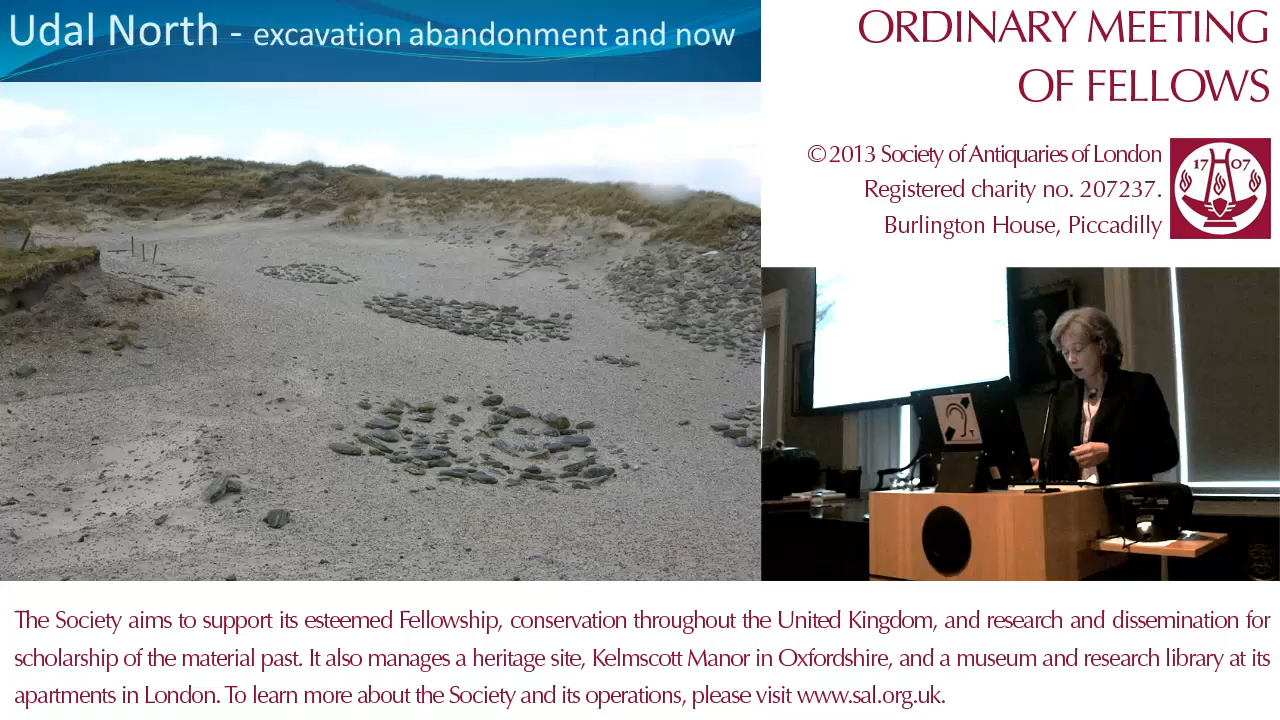 Udal North - excavation abandonment and now
ORDINARY MEETING
OF FELLOWS
© 2013 Society of Antiquaries of London
Registered charity no. 207237.
Burlington House, Piccadilly
17 07
T
The Society aims to support its esteemed Fellowship, conservation throughout the United Kingdom, and research and dissemination for
scholarship of the material past. It also manages a heritage site, Kelmscott Manor in Oxfordshire, and a museum and research library at its
apartments in London. To learn more about the Society and its operations, please visit www.sal.org.uk.